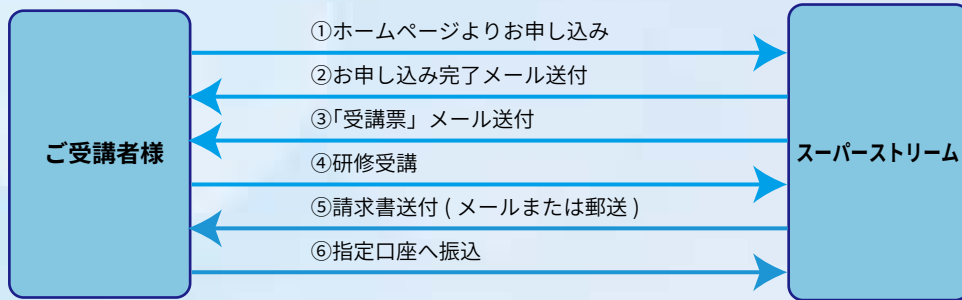 ①ホームページよりお申し込み
②お申し込み完了メール送付
③「受講票」メール送付
④研修受講
⑤請求書送付 ( メールまたは郵送 )
⑥指定口座へ振込
ご受講者様
スーパーストリーム